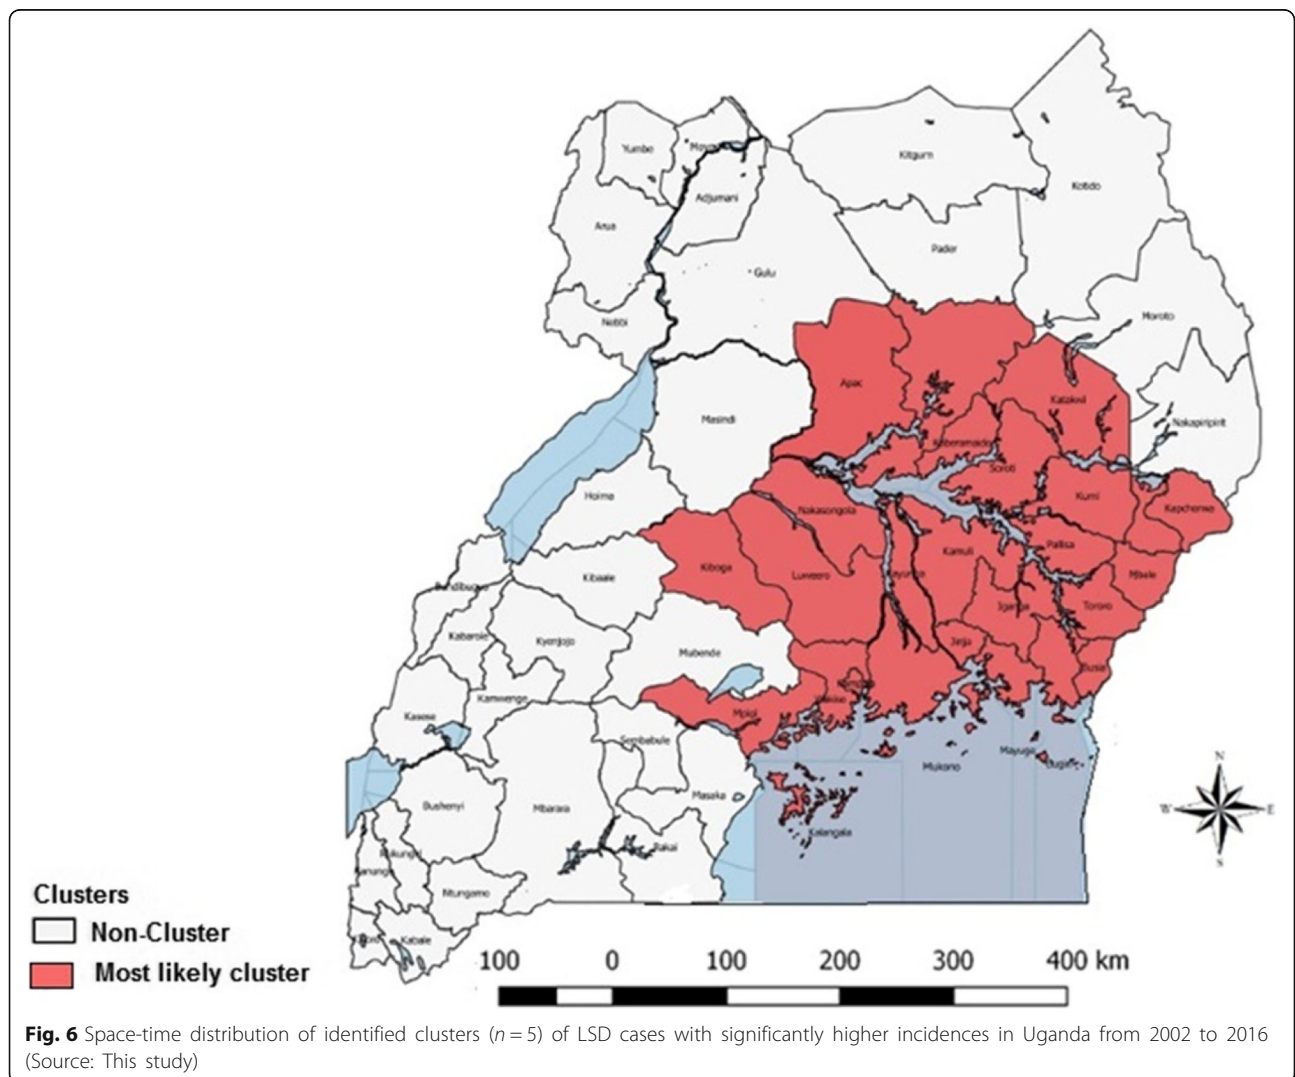 Yumbe
Kitgum
Kotido
Adjumani
Arua
Pader
Gulu
Moroto
Nebbi
Apac
Katakwi
Masindi
Nakapiripirit
Kaberamaido
Soroti
Hoima
Kumi
Kapchorwa
Nakasongola
Pallisa
Kamuli
Kiboga
Luweero
Mbale
Kibaale
Iganga
Tororo
Kabarole
Kyenjojo
Jinja
Mubende
Busia
Kamwenge
Mpigi
Kasese
Sembabule
Mayuge
Mukono
Bushenyi
Mbarara
Masaka
Kalangala
Rakai
Ntungamo
Kabale
N
W
E
S
Clusters
Non-Cluster
Most likely cluster
100 0 100 200 300 400 km
Fig. 6 Space-time distribution of identified clusters (n = 5) of LSD cases with significantly higher incidences in Uganda from 2002 to 2016
(Source: This study)